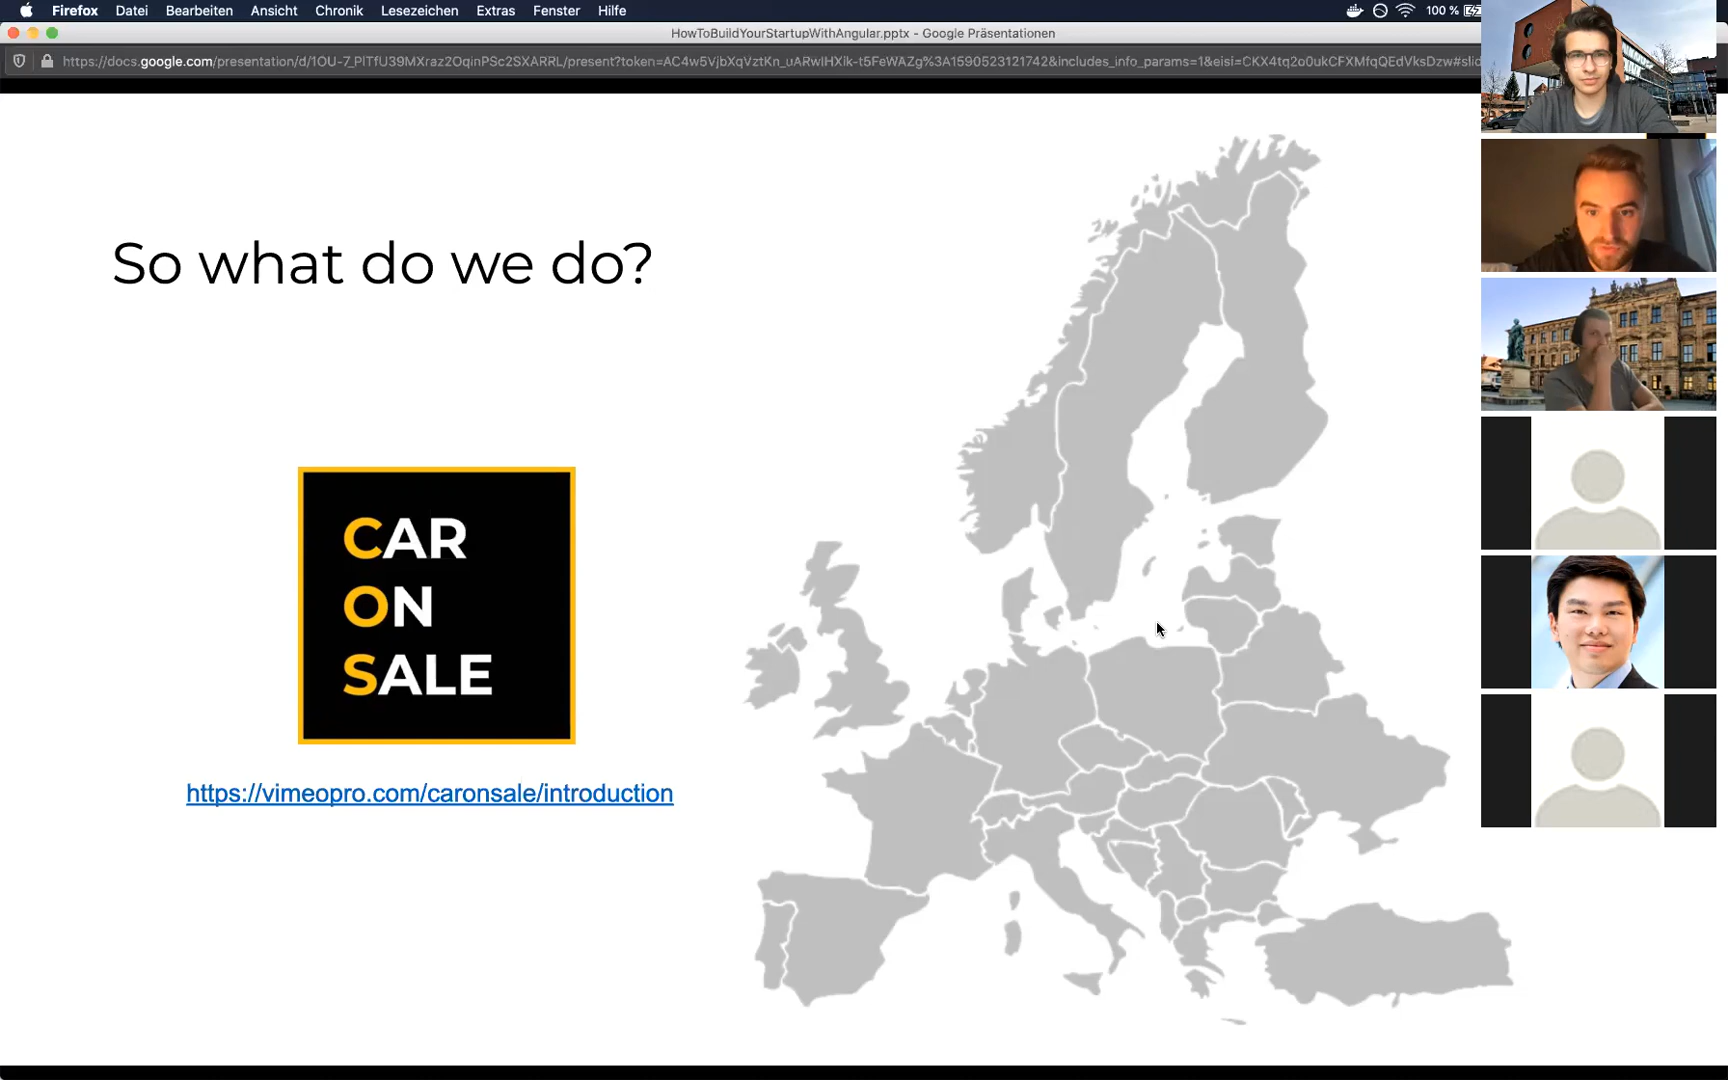 Firefox Datei Bearbeiten Ansicht Chronik Lesezeichen Extras Fenster Hilfe 100 %
HowToBuildYourStartupWithAngular.pptx - Google Präsentationen
https://docs.google.com/presentation/d/1OU-7_PlTfU39MXraz2OqinPSc2SXARRL/present?token=AC4w5VjbXqVztKn_uARwIHXik-t5FeWAZg%3A1590523121742&includes_info_params=1&eisi=CKX4tq2o0ukCFXMfqQEdVksDzw#slid
So what do we do?
CAR
ON
SALE
https://vimeopro.com/caronsale/introduction